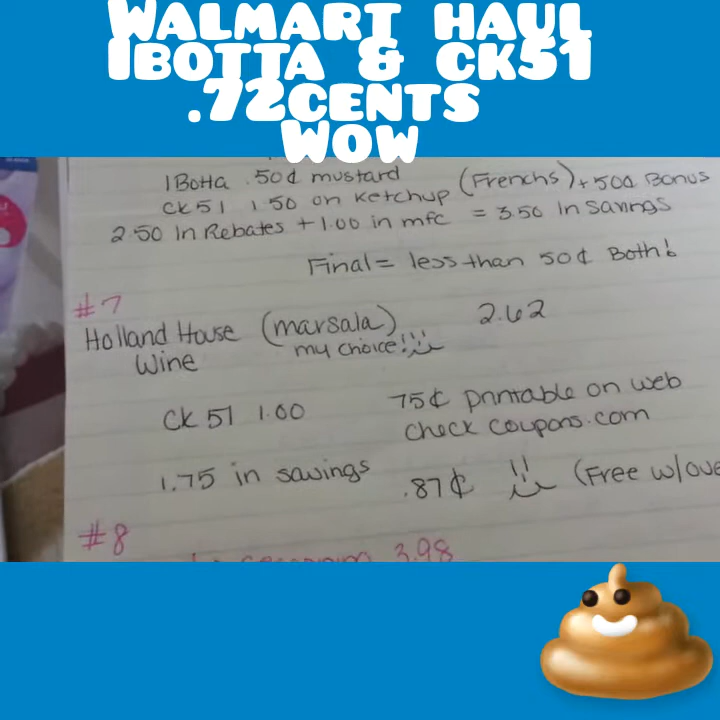 WALMART HAUL
IBOTTA & CK51
.72CENTS
WOW
IBotta .50¢ mustard (Frenchs) + 50¢ Bonus
CK51 1.50 on Ketchup
2.50 In Rebates + 1.00 in mfc = 3.50 In Savings
Final = less than 50¢ Both!
#7
Holland House (marsala) 2.62
Wine my choice!
CK 51 1.00 75¢ printable on web
check coupons.com
1.75 in savings .87¢ (Free w/ove
#8
3.98